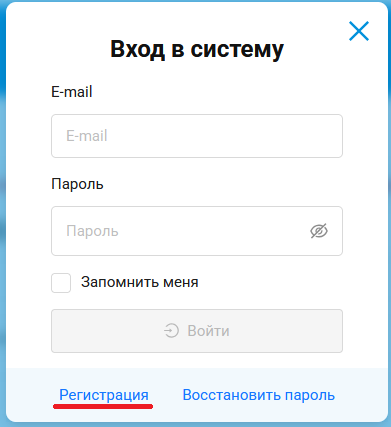 Вход в систему
E-mail
E-mail
Пароль
Пароль
Запомнить меня
Войти
Регистрация Восстановить пароль